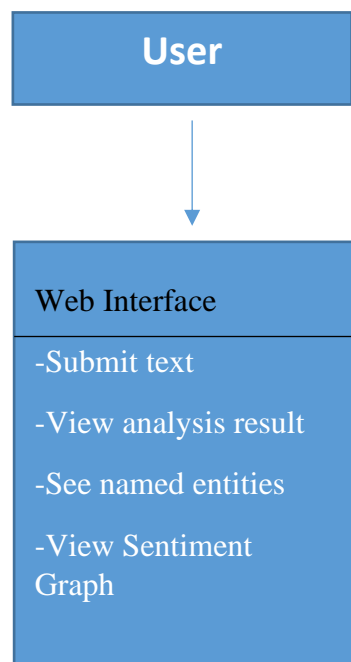 User
Web Interface
-Submit text
-View analysis result
-See named entities
-View Sentiment
Graph